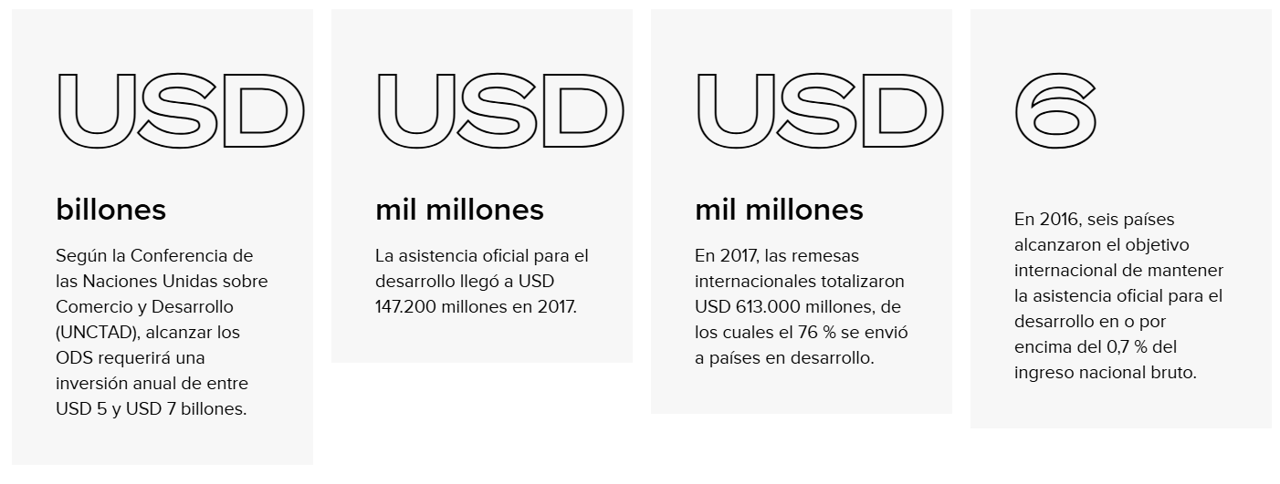 USD
billones
Según la Conferencia de
las Naciones Unidas sobre
Comercio y Desarrollo
(UNCTAD), alcanzar los
ODS requerirá una
inversión anual de entre
USD 5 y USD 7 billones.
USD
mil millones
La asistencia oficial para el
desarrollo llegó a USD
147.200 millones en 2017.
USD
mil millones
En 2017, las remesas
internacionales totalizaron
USD 613.000 millones, de
los cuales el 76 % se envió
a países en desarrollo.
6
En 2016, seis países
alcanzaron el objetivo
internacional de mantener
la asistencia oficial para el
desarrollo en o por
encima del 0,7 % del
ingreso nacional bruto.